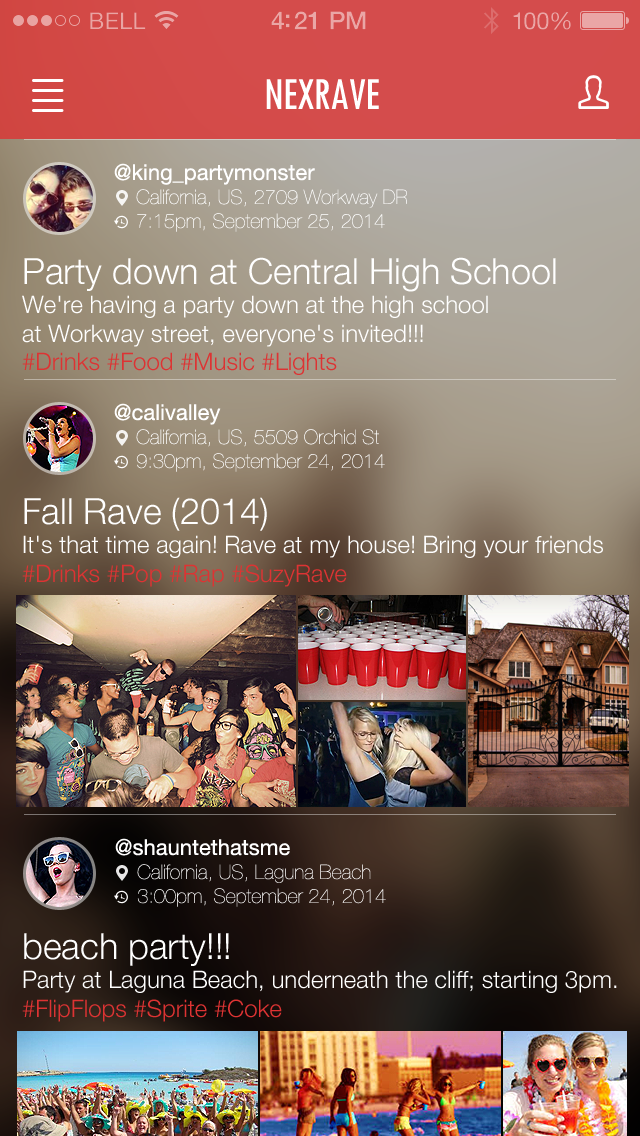 BELL 4:21 PM 100%
NEXRAVE
@king_partymonster
California, US, 2709 Workway DR
7:15pm, September 25, 2014
Party down at Central High School
We're having a party down at the high school
at Workway street, everyone's invited!!!
#Drinks #Food #Music #Lights
@calivalley
California, US, 5509 Orchid St
9:30pm, September 24, 2014
Fall Rave (2014)
It's that time again! Rave at my house! Bring your friends
#Drinks #Pop #Rap #SuzyRave
@shauntethatsme
California, US, Laguna Beach
3:00pm, September 24, 2014
beach party!!!
Party at Laguna Beach, underneath the cliff; starting 3pm.
#FlipFlops #Sprite #Coke